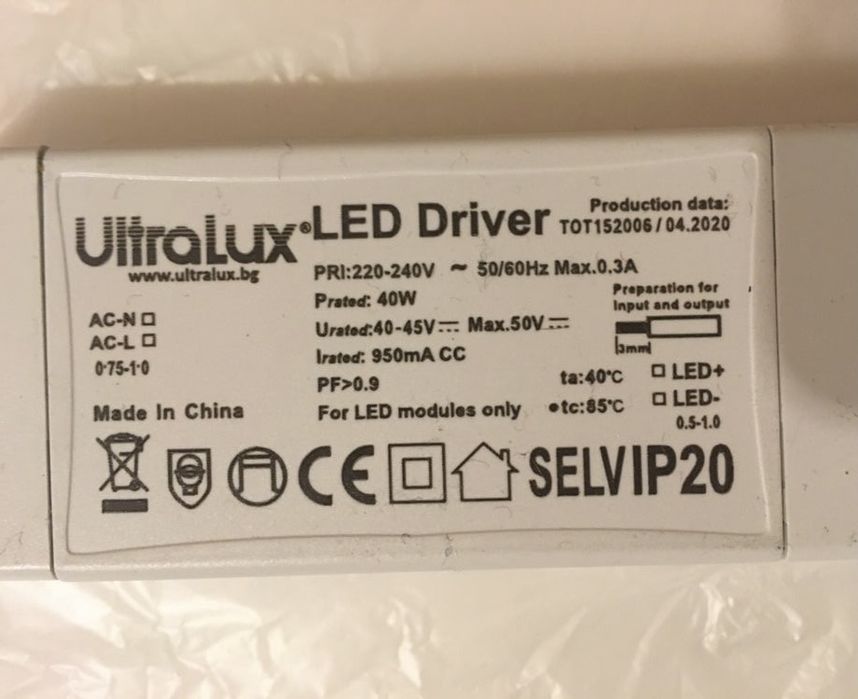 UltraLux® LED Driver
www.ultralux.bg
Production data:
TOT152006 / 04.2020
PRI:220-240V ~ 50/60Hz Max.0.3A
Prated: 40W
Urated:40-45V⎓ Max.50V⎓
Irated: 950mA CC
PF>0.9
For LED modules only
AC-N □
AC-L □
0.75-1.0
Made In China
Preparation for
input and output
3mm
ta:40°C
•tc:85°C
□ LED+
□ LED-
0.5-1.0
CE SELVIP20